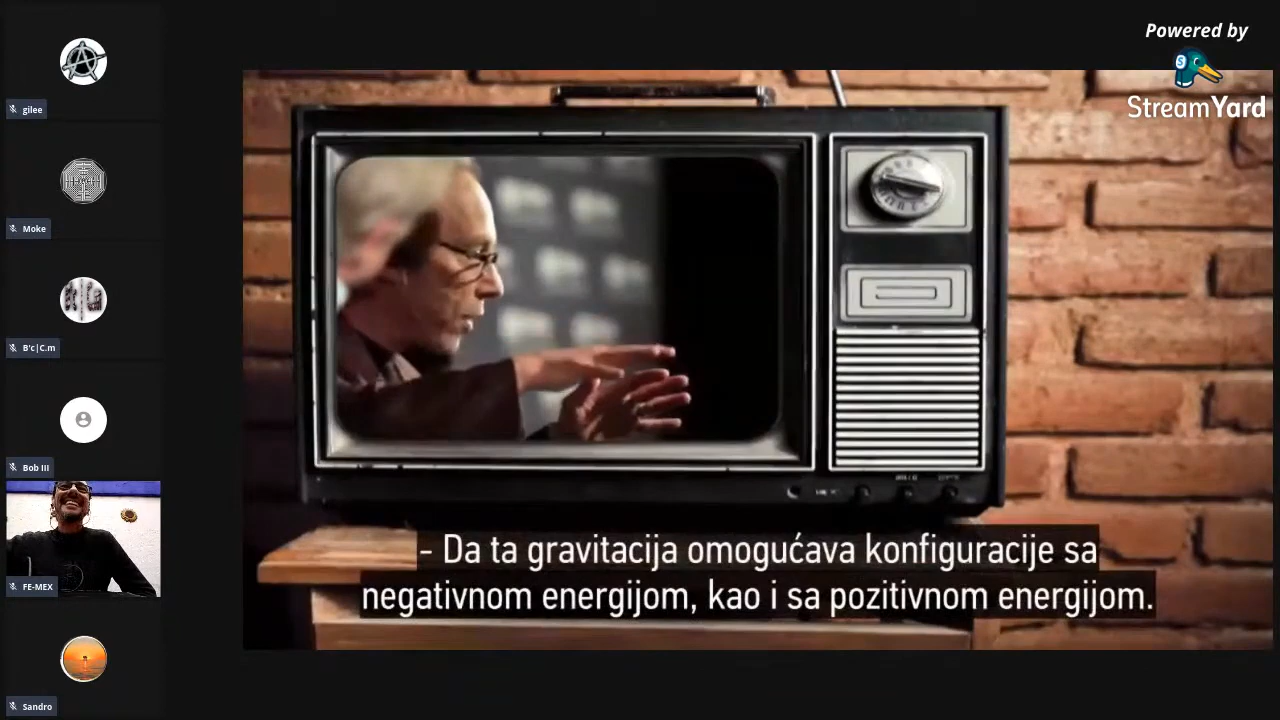 Powered by
StreamYard
gilee
Moke
B'c|C.m
Bob III
FE-MEX
Sandro
- Da ta gravitacija omogućava konfiguracije sa
negativnom energijom, kao i sa pozitivnom energijom.